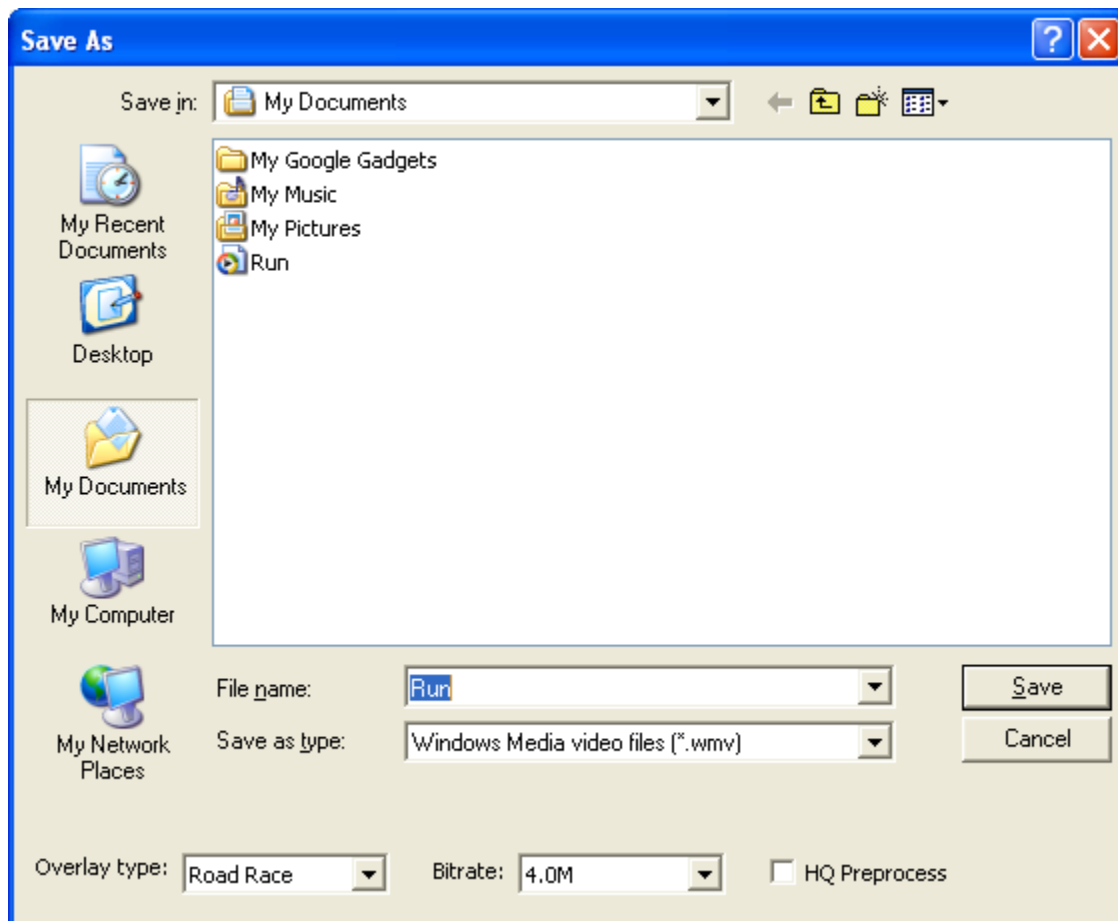 Save As
Save in: My Documents
My Google Gadgets
My Music
My Pictures
Run
My Recent
Documents
Desktop
My Documents
My Computer
My Network
Places
File name: Run Save
Save as type: Windows Media video files (*.wmv) Cancel
Overlay type: Road Race Bitrate: 4.0M HQ Preprocess